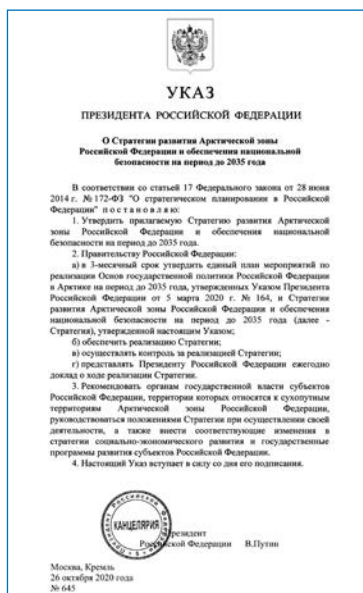 УКАЗ
ПРЕЗИДЕНТА РОССИЙСКОЙ ФЕДЕРАЦИИ
О Стратегии развития Арктической зоны
Российской Федерации и обеспечения национальной
безопасности на период до 2035 года
В соответствии со статьей 17 Федерального закона от 28 июня
2014 г. № 172-ФЗ "О стратегическом планировании в Российской
Федерации" п о с т а н о в л я ю:
1. Утвердить прилагаемую Стратегию развития Арктической
зоны Российской Федерации и обеспечения национальной
безопасности на период до 2035 года.
2. Правительству Российской Федерации:
а) в 3-месячный срок утвердить единый план мероприятий по
реализации Основ государственной политики Российской Федерации
в Арктике на период до 2035 года, утвержденных Указом Президента
Российской Федерации от 5 марта 2020 г. № 164, и Стратегии
развития Арктической зоны Российской Федерации и обеспечения
национальной безопасности на период до 2035 года (далее -
Стратегия), утвержденной настоящим Указом;
б) обеспечить реализацию Стратегии;
в) осуществлять контроль за реализацией Стратегии;
г) представлять Президенту Российской Федерации ежегодно
доклад о ходе реализации Стратегии.
3. Рекомендовать органам государственной власти субъектов
Российской Федерации, территории которых относятся к сухопутным
территориям Арктической зоны Российской Федерации,
руководствоваться положениями Стратегии при осуществлении своей
деятельности, а также внести соответствующие изменения в
стратегии социально-экономического развития и государственные
программы развития субъектов Российской Федерации.
4. Настоящий Указ вступает в силу со дня его подписания.
КАНЦЕЛЯРИЯ
Президент
Российской Федерации В.Путин
Москва, Кремль
26 октября 2020 года
№ 645